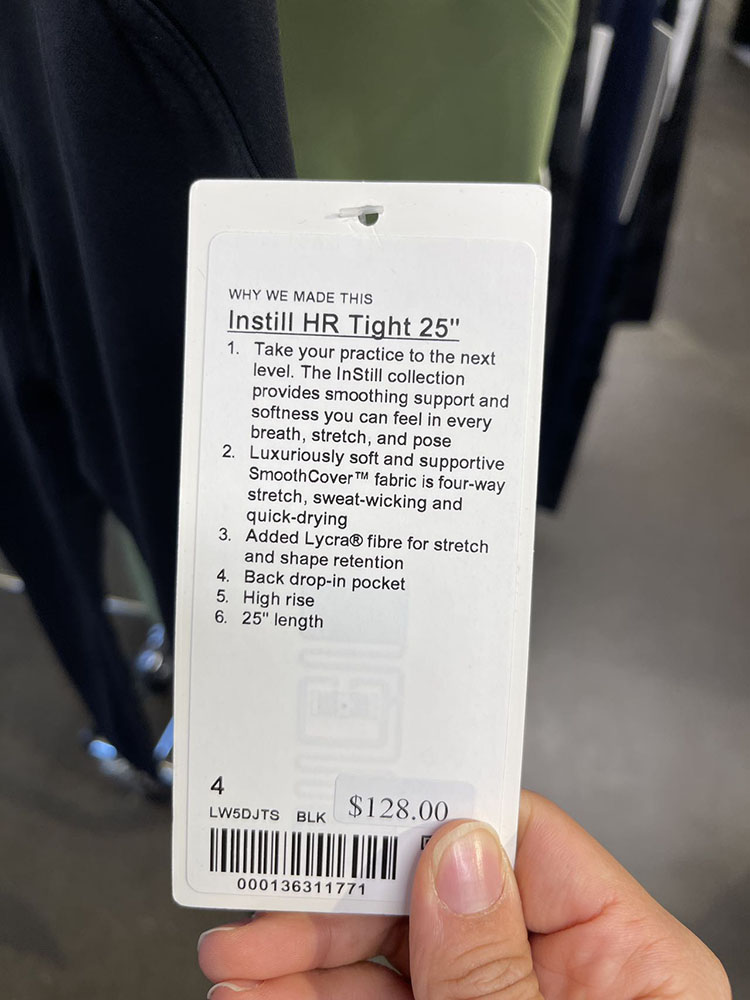 WHY WE MADE THIS
Instill HR Tight 25"
1. Take your practice to the next
level. The InStill collection
provides smoothing support and
softness you can feel in every
breath, stretch, and pose
2. Luxuriously soft and supportive
SmoothCover™ fabric is four-way
stretch, sweat-wicking and
quick-drying
3. Added Lycra® fibre for stretch
and shape retention
4. Back drop-in pocket
5. High rise
6. 25" length
4
LW5DJTS BLK $128.00
000136311771